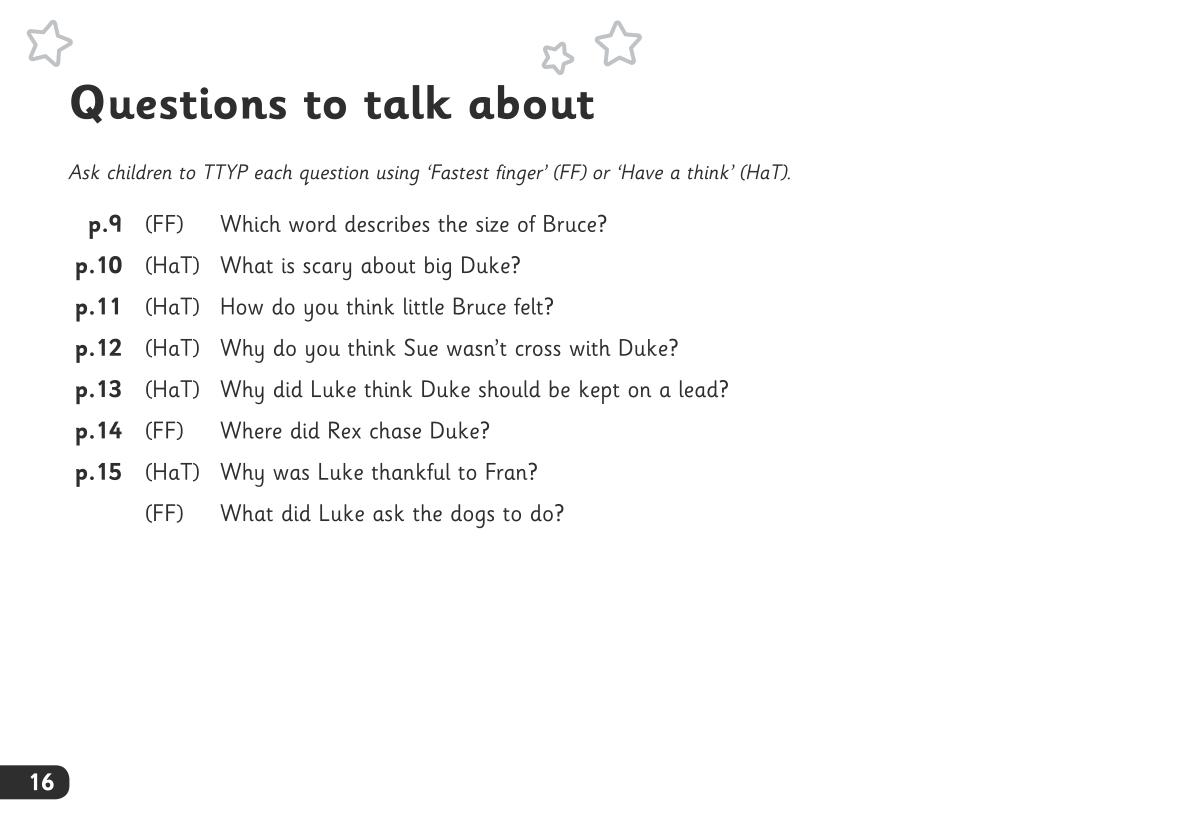 Questions to talk about
Ask children to TTYP each question using ‘Fastest finger’ (FF) or ‘Have a think’ (HaT).
p.9 (FF) Which word describes the size of Bruce?
p.10 (HaT) What is scary about big Duke?
p.11 (HaT) How do you think little Bruce felt?
p.12 (HaT) Why do you think Sue wasn’t cross with Duke?
p.13 (HaT) Why did Luke think Duke should be kept on a lead?
p.14 (FF) Where did Rex chase Duke?
p.15 (HaT) Why was Luke thankful to Fran?
(FF) What did Luke ask the dogs to do?
16